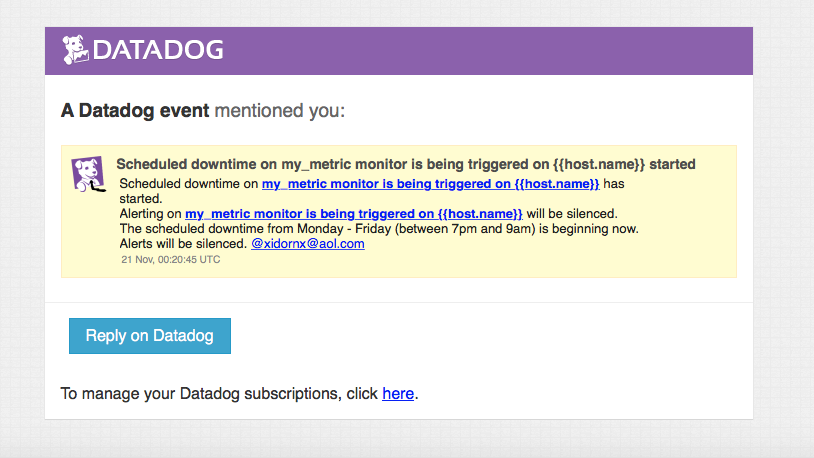 DATADOG
A Datadog event mentioned you:
Scheduled downtime on my_metric monitor is being triggered on {{host.name}} started
Scheduled downtime on my_metric monitor is being triggered on {{host.name}} has
started.
Alerting on my_metric monitor is being triggered on {{host.name}} will be silenced.
The scheduled downtime from Monday - Friday (between 7pm and 9am) is beginning now.
Alerts will be silenced. @xidornx@aol.com
21 Nov, 00:20:45 UTC
Reply on Datadog
To manage your Datadog subscriptions, click here.